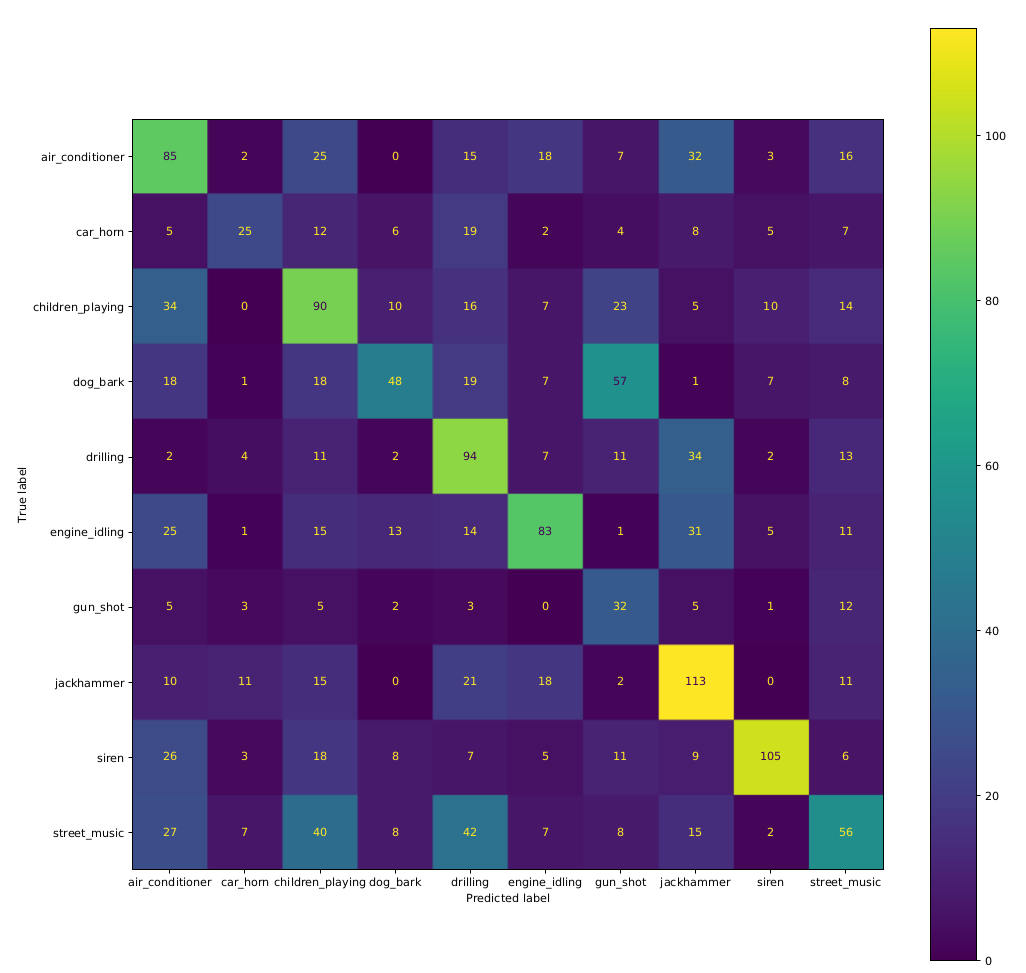 air_conditioner 85 2 25 0 15 18 7 32 3 16
car_horn 5 25 12 6 19 2 4 8 5 7
children_playing 34 0 90 10 16 7 23 5 10 14
dog_bark 18 1 18 48 19 7 57 1 7 8
drilling 2 4 11 2 94 7 11 34 2 13
engine_idling 25 1 15 13 14 83 1 31 5 11
gun_shot 5 3 5 2 3 0 32 5 1 12
jackhammer 10 11 15 0 21 18 2 113 0 11
siren 26 3 18 8 7 5 11 9 105 6
street_music 27 7 40 8 42 7 8 15 2 56
air_conditioner car_horn children_playing dog_bark drilling engine_idling gun_shot jackhammer siren street_music
Predicted label
True label
100
80
60
40
20
0